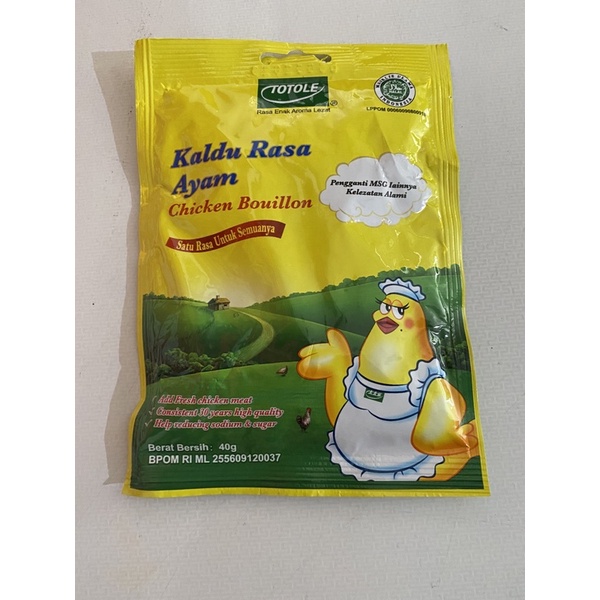 TOTOLE
Rasa Enak Aroma Lezat
INDONESIA
LPPOM
Kaldu Rasa
Ayam
Chicken Bouillon
Satu Rasa Untuk Semuanya
Pengganti MSG lainnya
Kelezatan Alami
Add Fresh chicken meat
Consistent 30 years high quality
Help reducing sodium & sugar
Berat Bersih: 40g
BPOM RI ML 255609120037